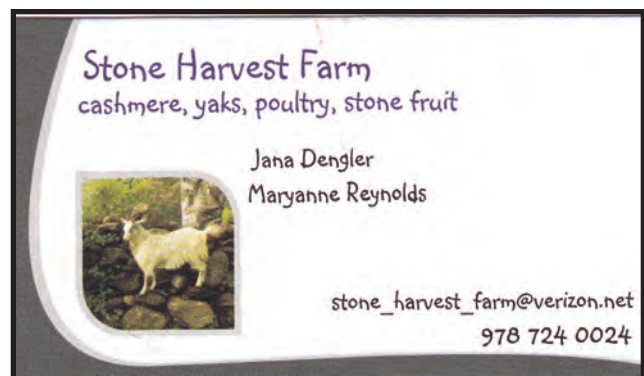 Stone Harvest Farm
cashmere, yaks, poultry, stone fruit
Jana Dengler
Maryanne Reynolds
stone_harvest_farm@verizon.net
978 724 0024